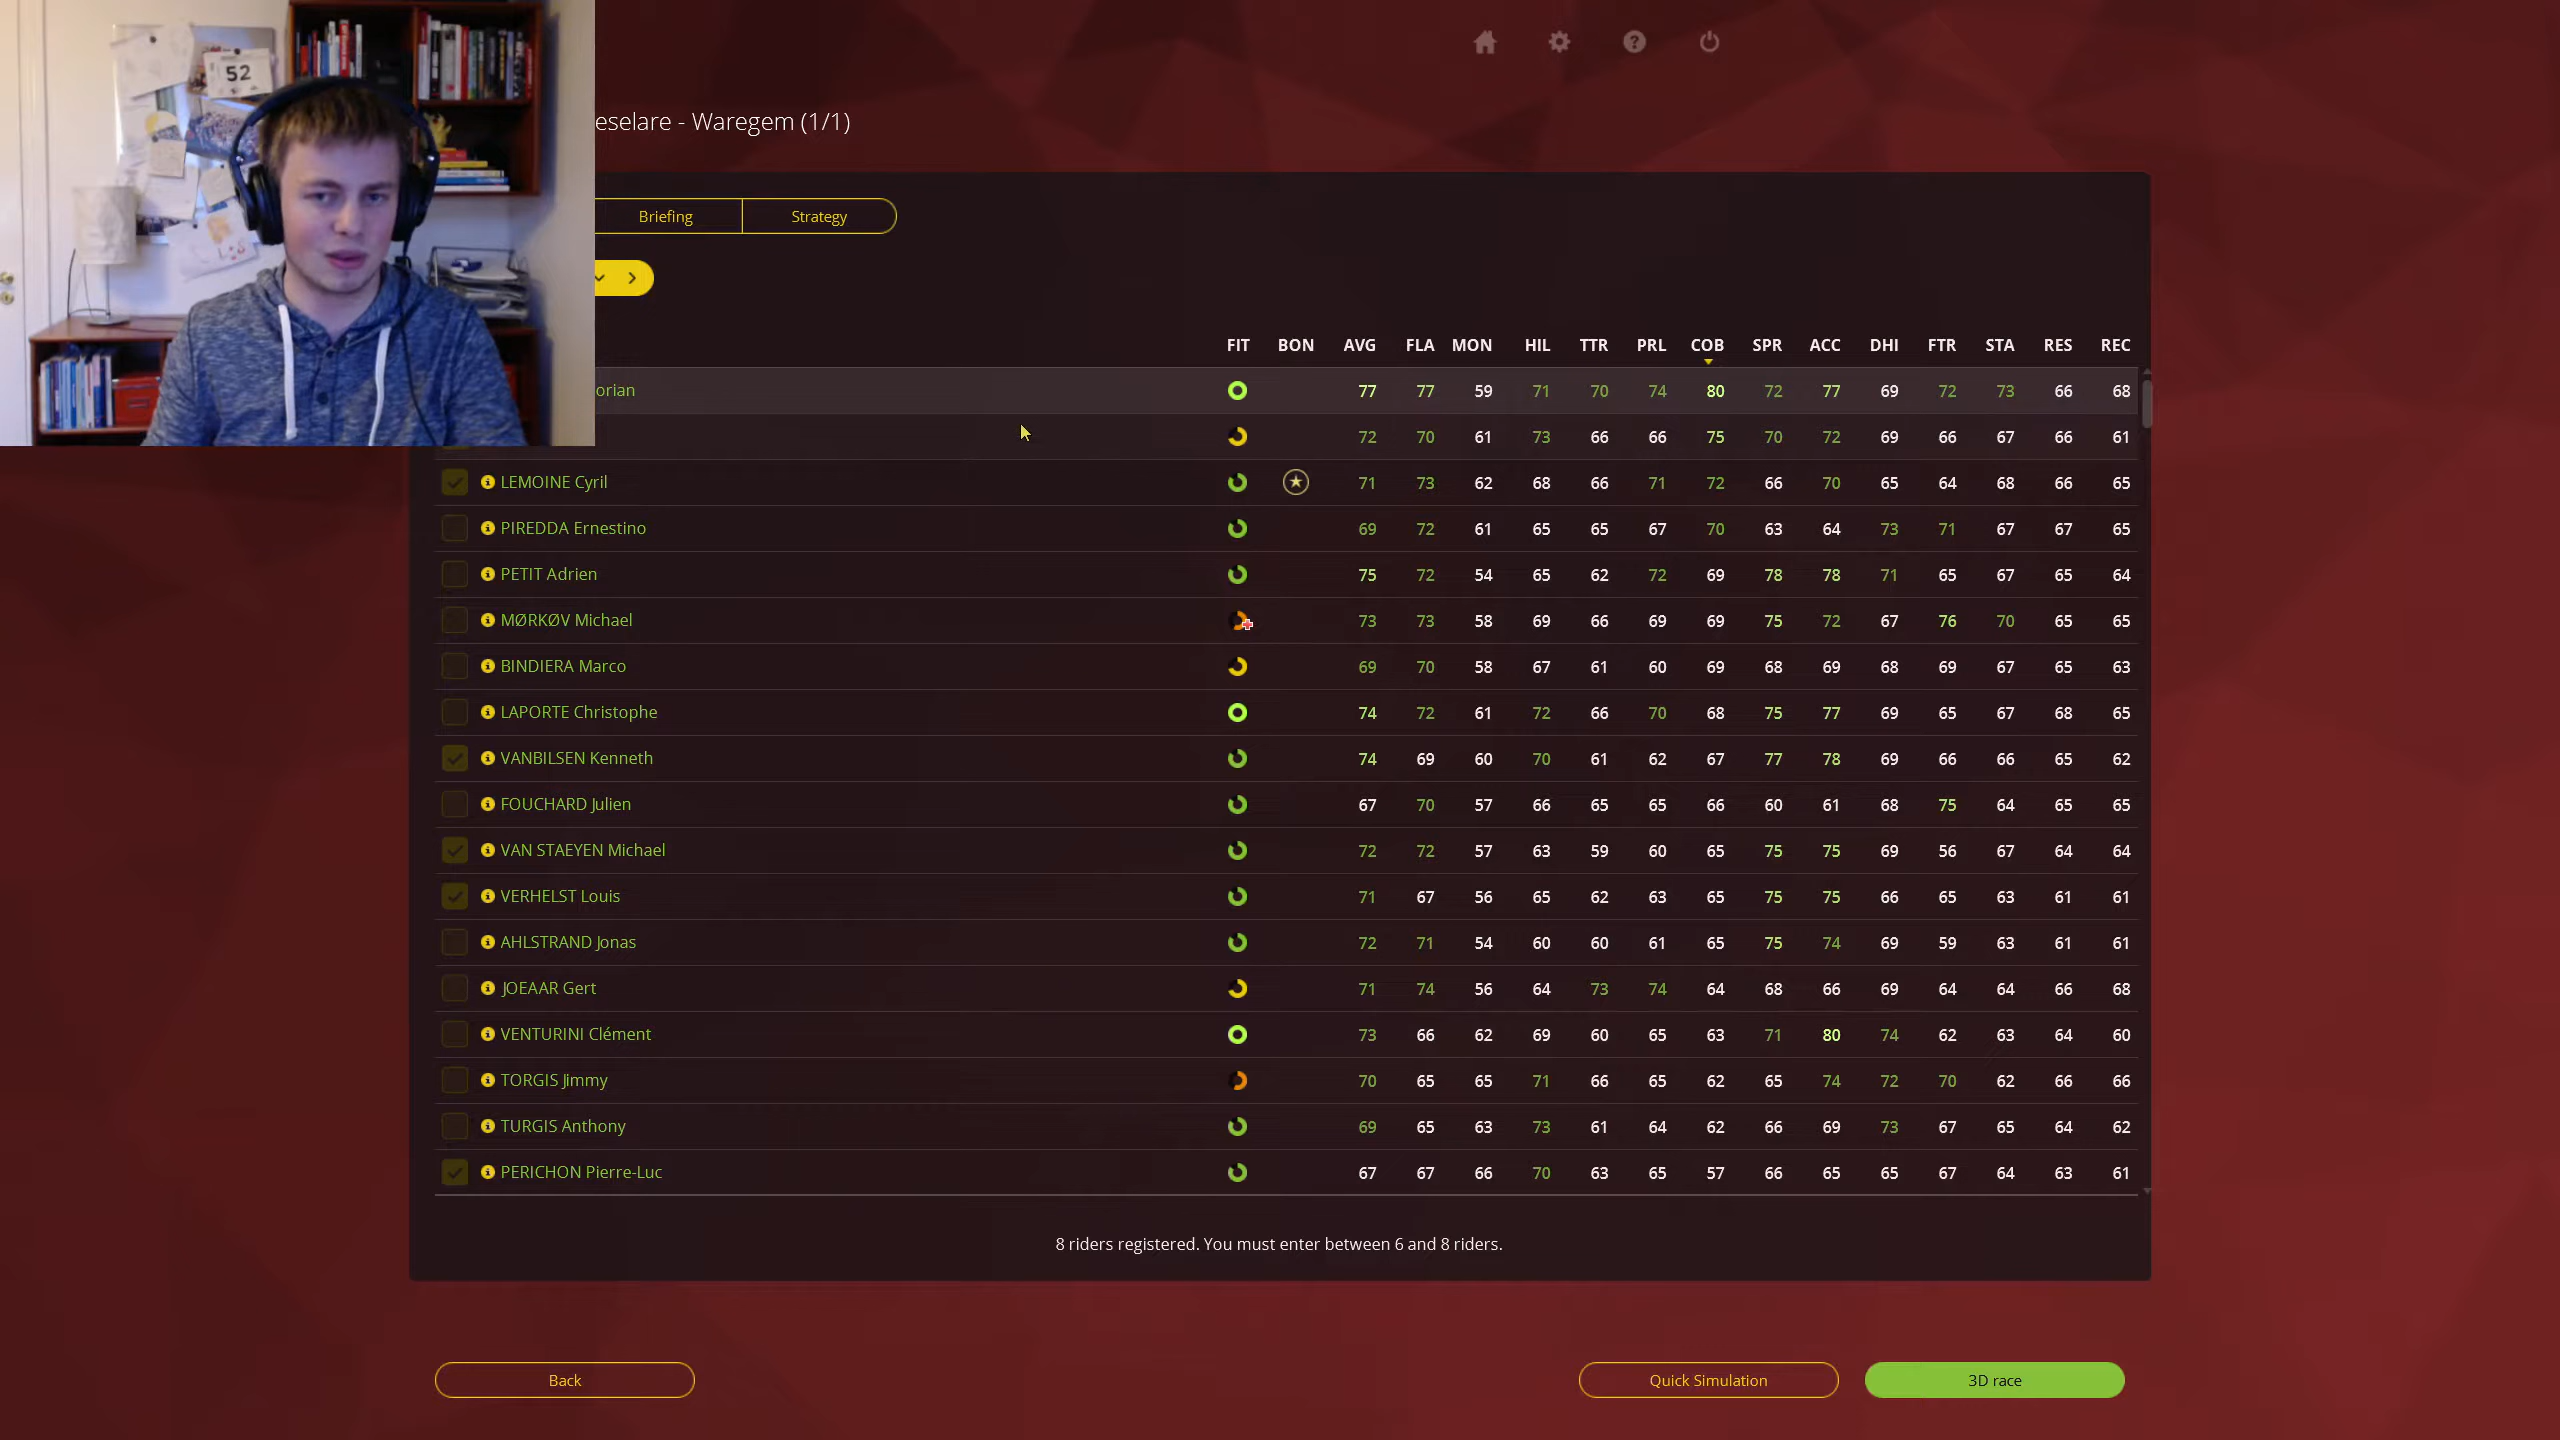 52
eselare - Waregem (1/1)
Briefing Strategy
FIT BON AVG FLA MON HIL TTR PRL COB SPR ACC DHI FTR STA RES REC
orian 77 77 59 71 70 74 80 72 77 69 72 73 66 68
72 70 61 73 66 66 75 70 72 69 66 67 66 61
LEMOINE Cyril 71 73 62 68 66 71 72 66 70 65 64 68 66 65
PIREDDA Ernestino 69 72 61 65 65 67 70 63 64 73 71 67 67 65
PETIT Adrien 75 72 54 65 62 72 69 78 78 71 65 67 65 64
MØRKØV Michael 73 73 58 69 66 69 69 75 72 67 76 70 65 65
BINDIERA Marco 69 70 58 67 61 60 69 68 69 68 69 67 65 63
LAPORTE Christophe 74 72 61 72 66 70 68 75 77 69 65 67 68 65
VANBILSEN Kenneth 74 69 60 70 61 62 67 77 78 69 66 66 65 62
FOUCHARD Julien 67 70 57 66 65 65 66 60 61 68 75 64 65 65
VAN STAEYEN Michael 72 72 57 63 59 60 65 75 75 69 56 67 64 64
VERHELST Louis 71 67 56 65 62 63 65 75 75 66 65 63 61 61
AHLSTRAND Jonas 72 71 54 60 60 61 65 75 74 69 59 63 61 61
JOEAAR Gert 71 74 56 64 73 74 64 68 66 69 64 64 66 68
VENTURINI Clément 73 66 62 69 60 65 63 71 80 74 62 63 64 60
TORGIS Jimmy 70 65 65 71 66 65 62 65 74 72 70 62 66 66
TURGIS Anthony 69 65 63 73 61 64 62 66 69 73 67 65 64 62
PERICHON Pierre-Luc 67 67 66 70 63 65 57 66 65 65 67 64 63 61
8 riders registered. You must enter between 6 and 8 riders.
Back Quick Simulation 3D race